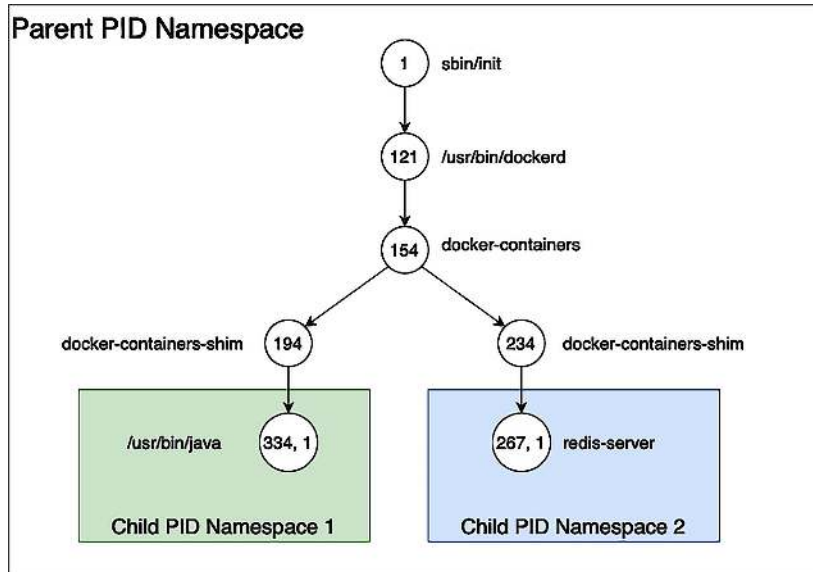 Parent PID Namespace
1
sbin/init
121
/usr/bin/dockerd
154
docker-containers
docker-containers-shim
194
234
docker-containers-shim
/usr/bin/java
334, 1
267, 1
redis-server
Child PID Namespace 1
Child PID Namespace 2